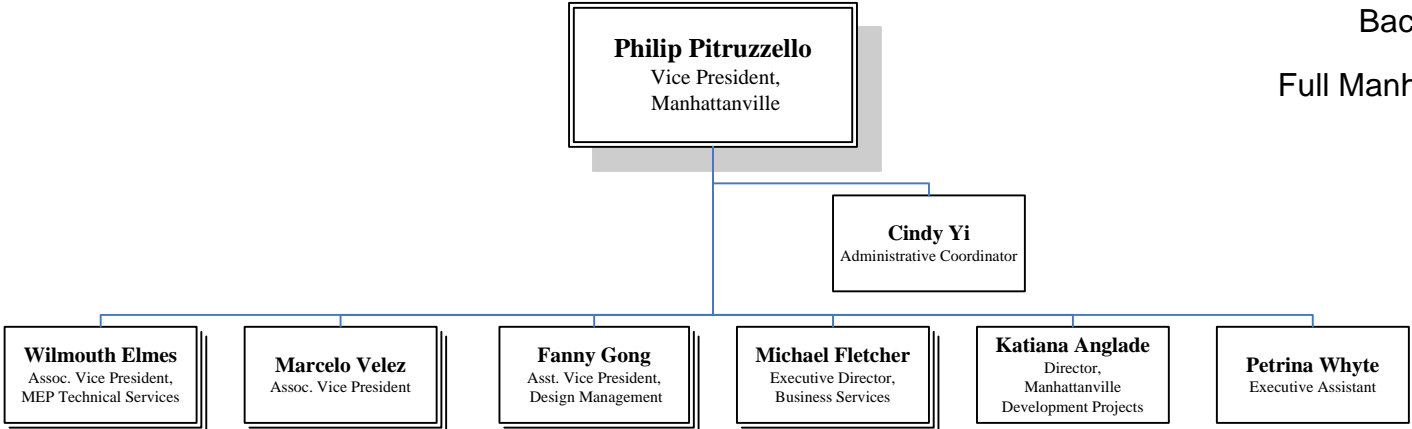 Philip Pitruzzello
Vice President,
Manhattanville
Cindy Yi
Administrative Coordinator
Wilmouth Elmes
Assoc. Vice President,
MEP Technical Services
Marcelo Velez
Assoc. Vice President
Fanny Gong
Asst. Vice President,
Design Management
Michael Fletcher
Executive Director,
Business Services
Katiana Anglade
Director,
Manhattanville
Development Projects
Petrina Whyte
Executive Assistant
Full